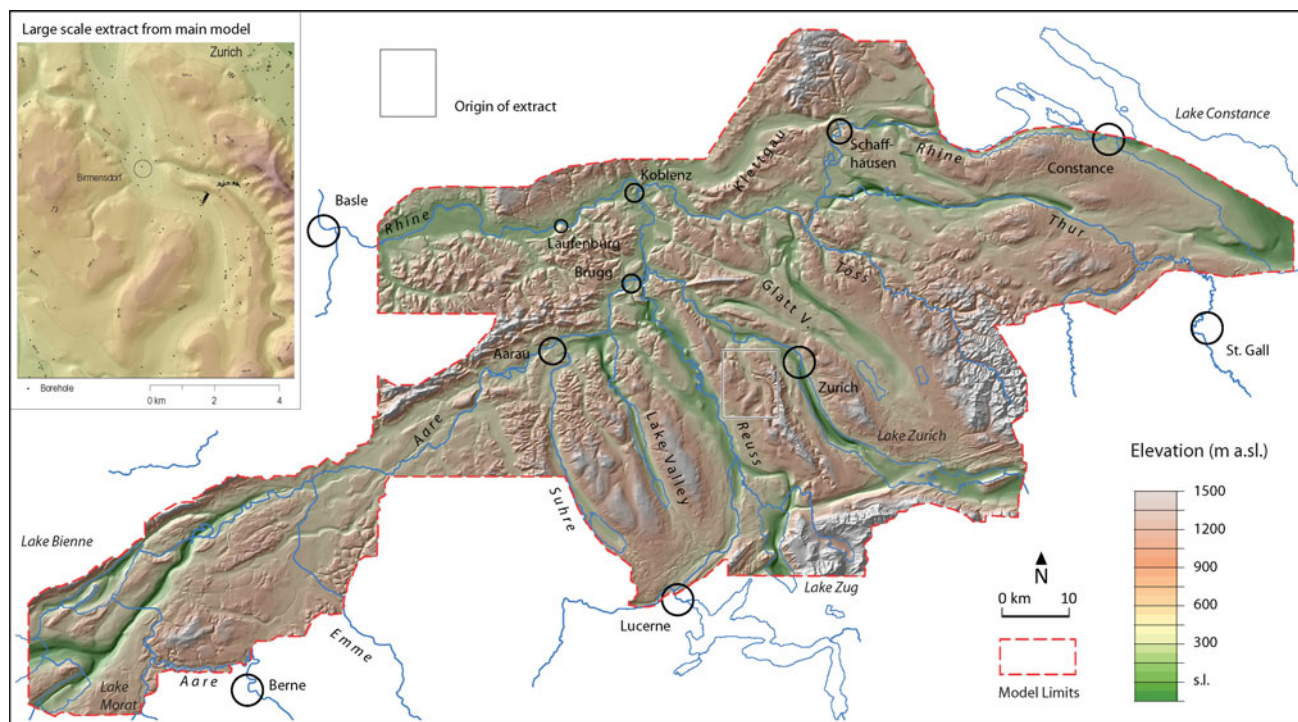 Large scale extract from main model
Zurich
Birmensdorf
Borehole
0 km 2 4
Origin of extract
Lake Constance
Schaff-
hausen
Rhine
Constance
Klettgau
Koblenz
Basle
Rhine
Laufenburg
Thur
Töss
Brugg
Glatt V.
St. Gall
Aarau
Zurich
Aare
Lake Valley
Reuss
Lake Zurich
Suhre
Elevation (m a.sl.)
1500
1200
900
600
300
s.l.
Lake Bienne
N
0 km 10
Lake Zug
Lucerne
Emme
Model Limits
Aare
Berne
Lake
Morat